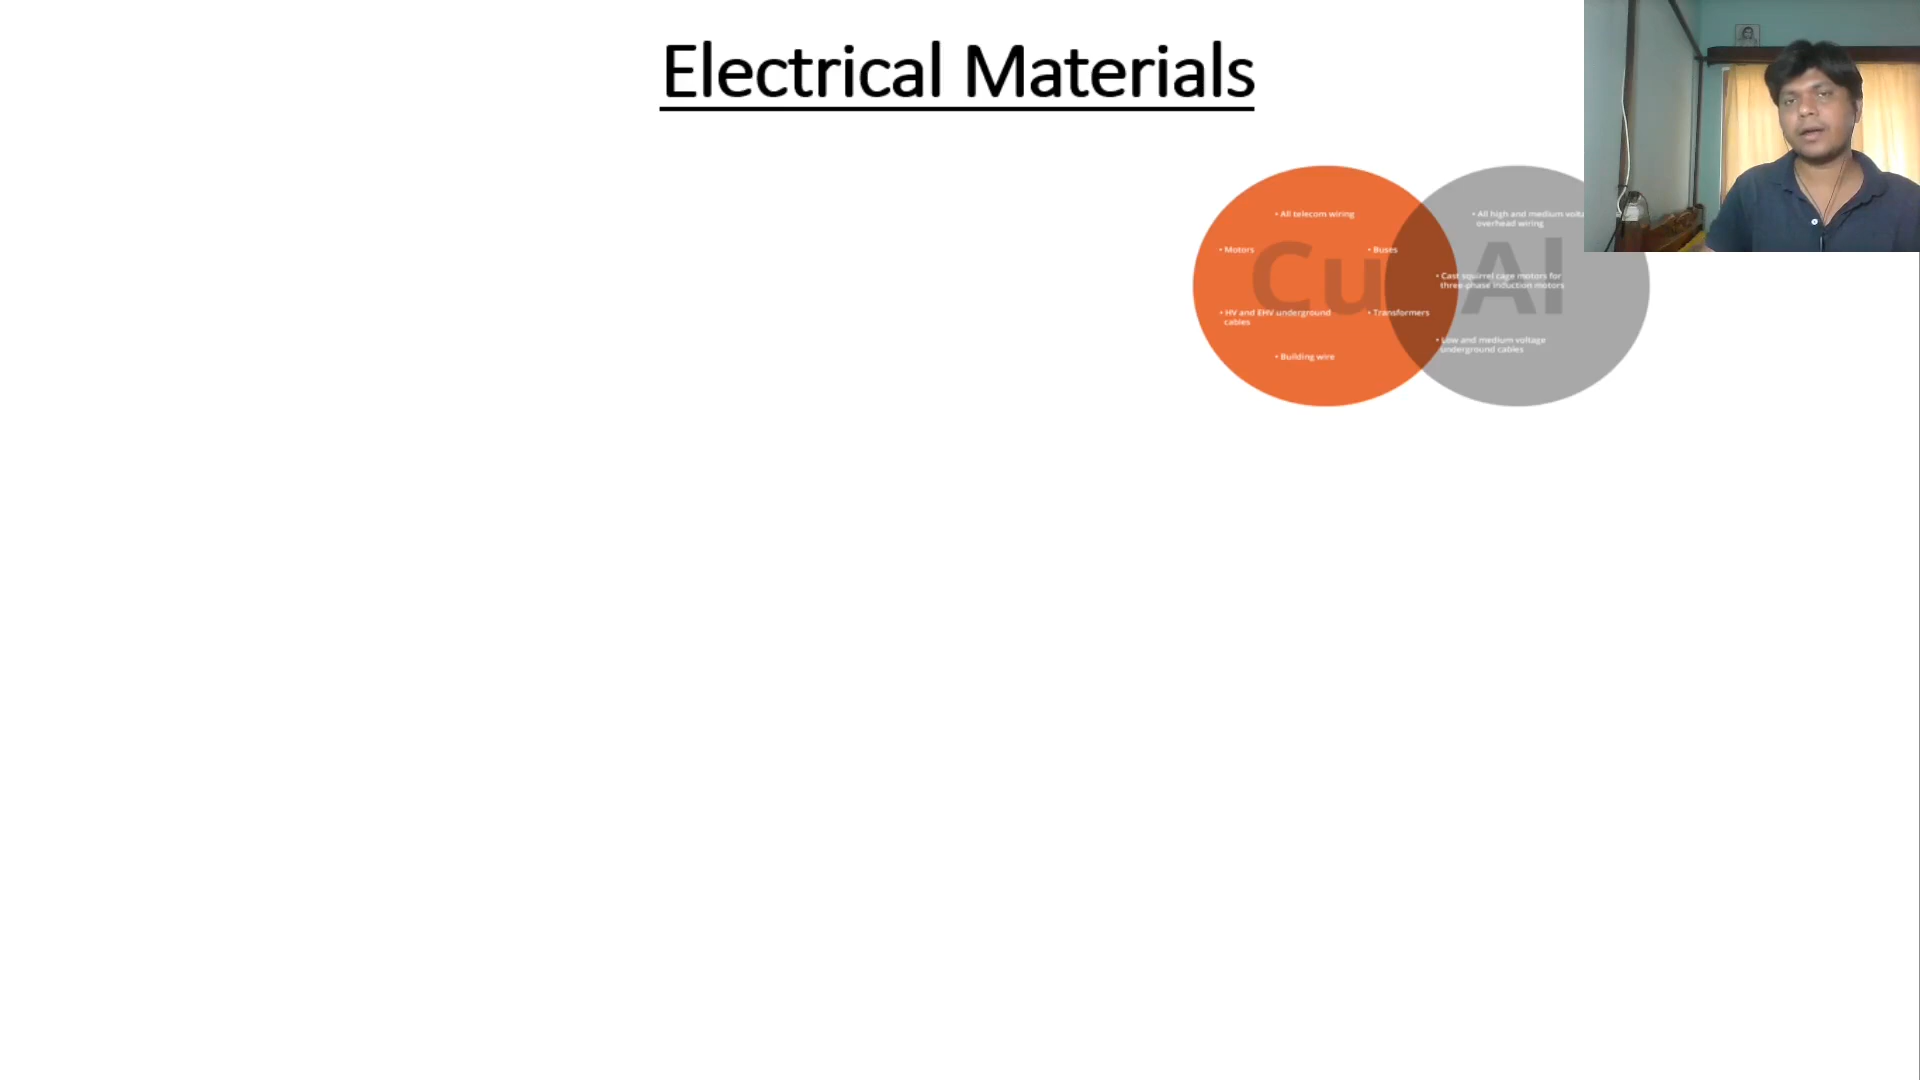 Electrical Materials
• All telecom wiring
• Motors
Cu
• HV and EHV underground
cables
• Building wire
• Buses
• Transformers
• All high and medium
overhead wiring
Al
• Cast squirrel cage motors for
three-phase induction motors
• Low and medium voltage
underground cables